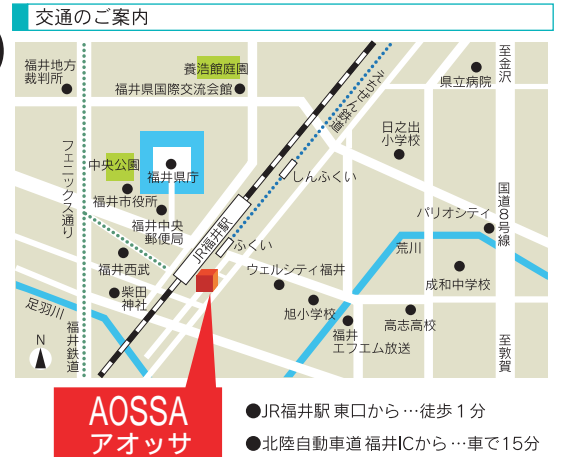 交通のご案内
福井地方
裁判所
養浩館庭園
福井県国際交流会館
えちぜん鉄道
県立病院
至金沢
日之出
小学校
フェニックス通り
中央公園
福井県庁
しんふくい
福井市役所
国道8号線
パリオシティ
福井中央
郵便局
JR福井駅
ふくい
荒川
福井西武
ウェルシティ福井
成和中学校
足羽川
柴田
神社
旭小学校
高志高校
福井
エフエム放送
福井鉄道
至敦賀
N
AOSSA
アオッサ
●JR福井駅 東口から…徒歩1分
●北陸自動車道 福井ICから…車で15分